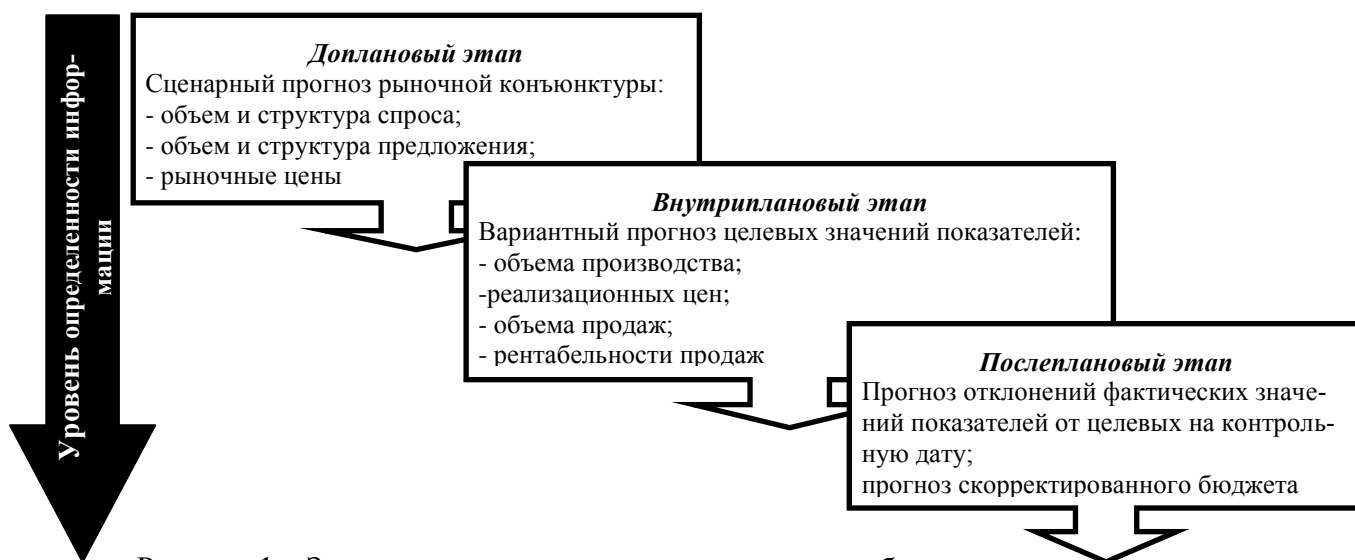 Уровень определенности инфор-
мации
Доплановый этап
Сценарный прогноз рыночной конъюнктуры:
- объем и структура спроса;
- объем и структура предложения;
- рыночные цены
Внутриплановый этап
Вариантный прогноз целевых значений показателей:
- объема производства;
-реализационных цен;
- объема продаж;
- рентабельности продаж
Послеплановый этап
Прогноз отклонений фактических значе-
ний показателей от целевых на контроль-
ную дату;
прогноз скорректированного бюджета